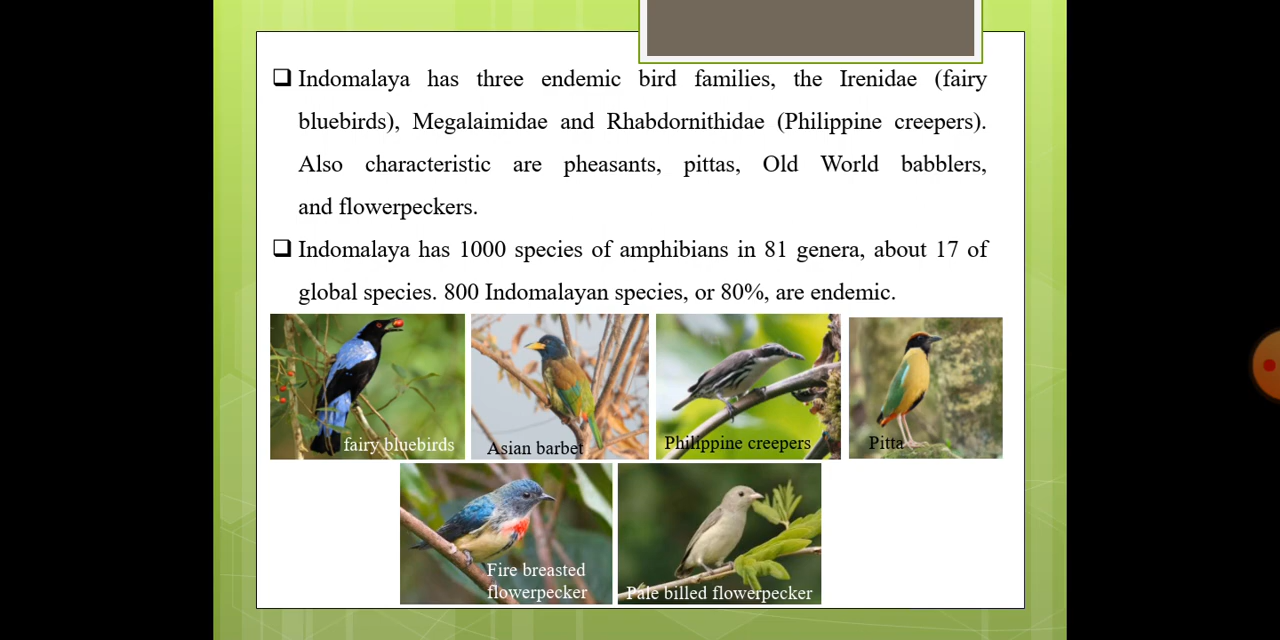 ❑ Indomalaya has three endemic bird families, the Irenidae (fairy
bluebirds), Megalaimidae and Rhabdornithidae (Philippine creepers).
Also characteristic are pheasants, pittas, Old World babblers,
and flowerpeckers.
❑ Indomalaya has 1000 species of amphibians in 81 genera, about 17 of
global species. 800 Indomalayan species, or 80%, are endemic.
fairy bluebirds
Asian barbet
Philippine creepers
Pitta
Fire breasted
flowerpecker
Pale billed flowerpecker